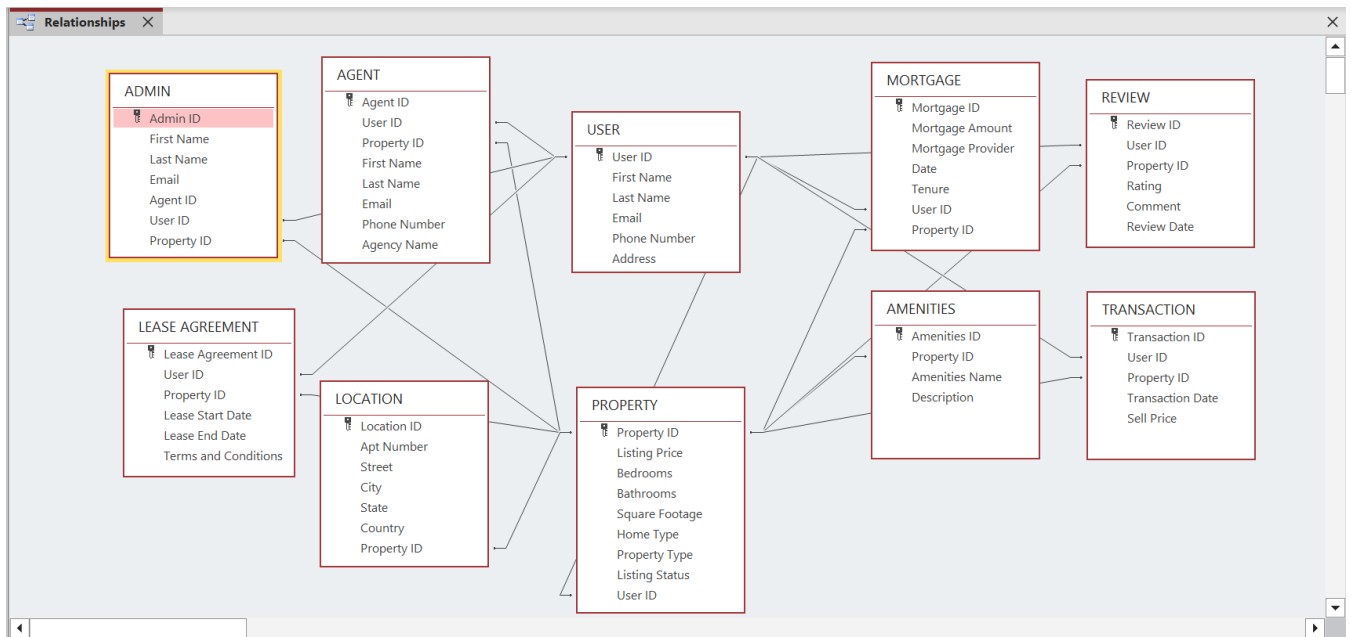 Relationships
ADMIN
Admin ID
First Name
Last Name
Email
Agent ID
User ID
Property ID
AGENT
Agent ID
User ID
Property ID
First Name
Last Name
Email
Phone Number
Agency Name
USER
User ID
First Name
Last Name
Email
Phone Number
Address
MORTGAGE
Mortgage ID
Mortgage Amount
Mortgage Provider
Date
Tenure
User ID
Property ID
REVIEW
Review ID
User ID
Property ID
Rating
Comment
Review Date
LEASE AGREEMENT
Lease Agreement ID
User ID
Property ID
Lease Start Date
Lease End Date
Terms and Conditions
LOCATION
Location ID
Apt Number
Street
City
State
Country
Property ID
PROPERTY
Property ID
Listing Price
Bedrooms
Bathrooms
Square Footage
Home Type
Property Type
Listing Status
User ID
AMENITIES
Amenities ID
Property ID
Amenities Name
Description
TRANSACTION
Transaction ID
User ID
Property ID
Transaction Date
Sell Price